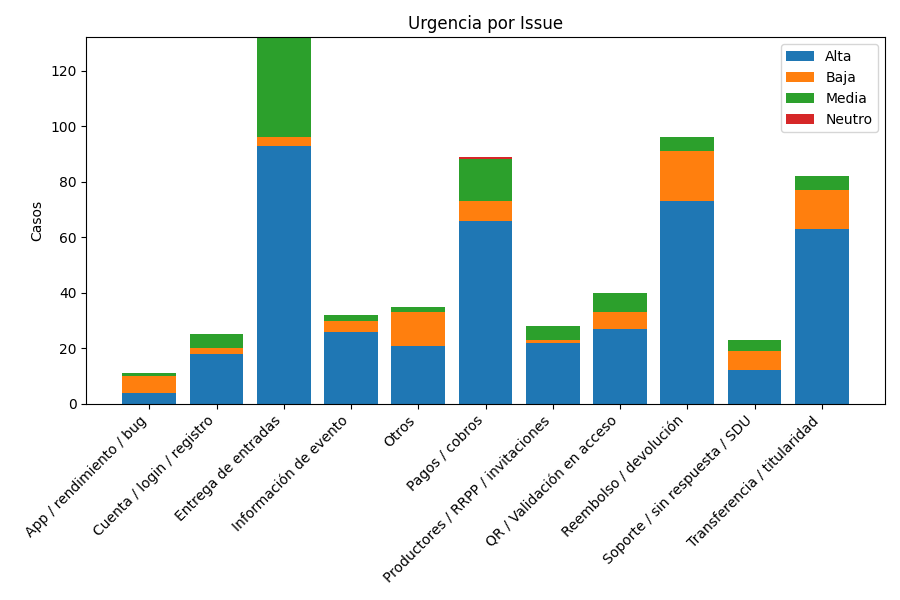 Urgencia por Issue
Alta
Baja
Media
Neutro
Casos
120
100
80
60
40
20
0
App / rendimiento / bug
Cuenta / login / registro
Entrega de entradas
Información de evento
Otros
Pagos / cobros
Productores / RRPP / invitaciones
QR / Validación en acceso
Reembolso / devolución
Soporte / sin respuesta / SDU
Transferencia / titularidad